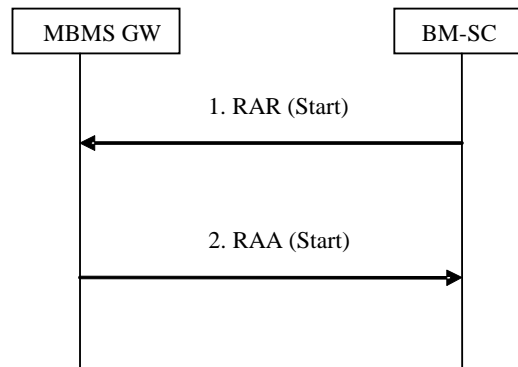 MBMS GW
BM-SC
1. RAR (Start)
2. RAA (Start)